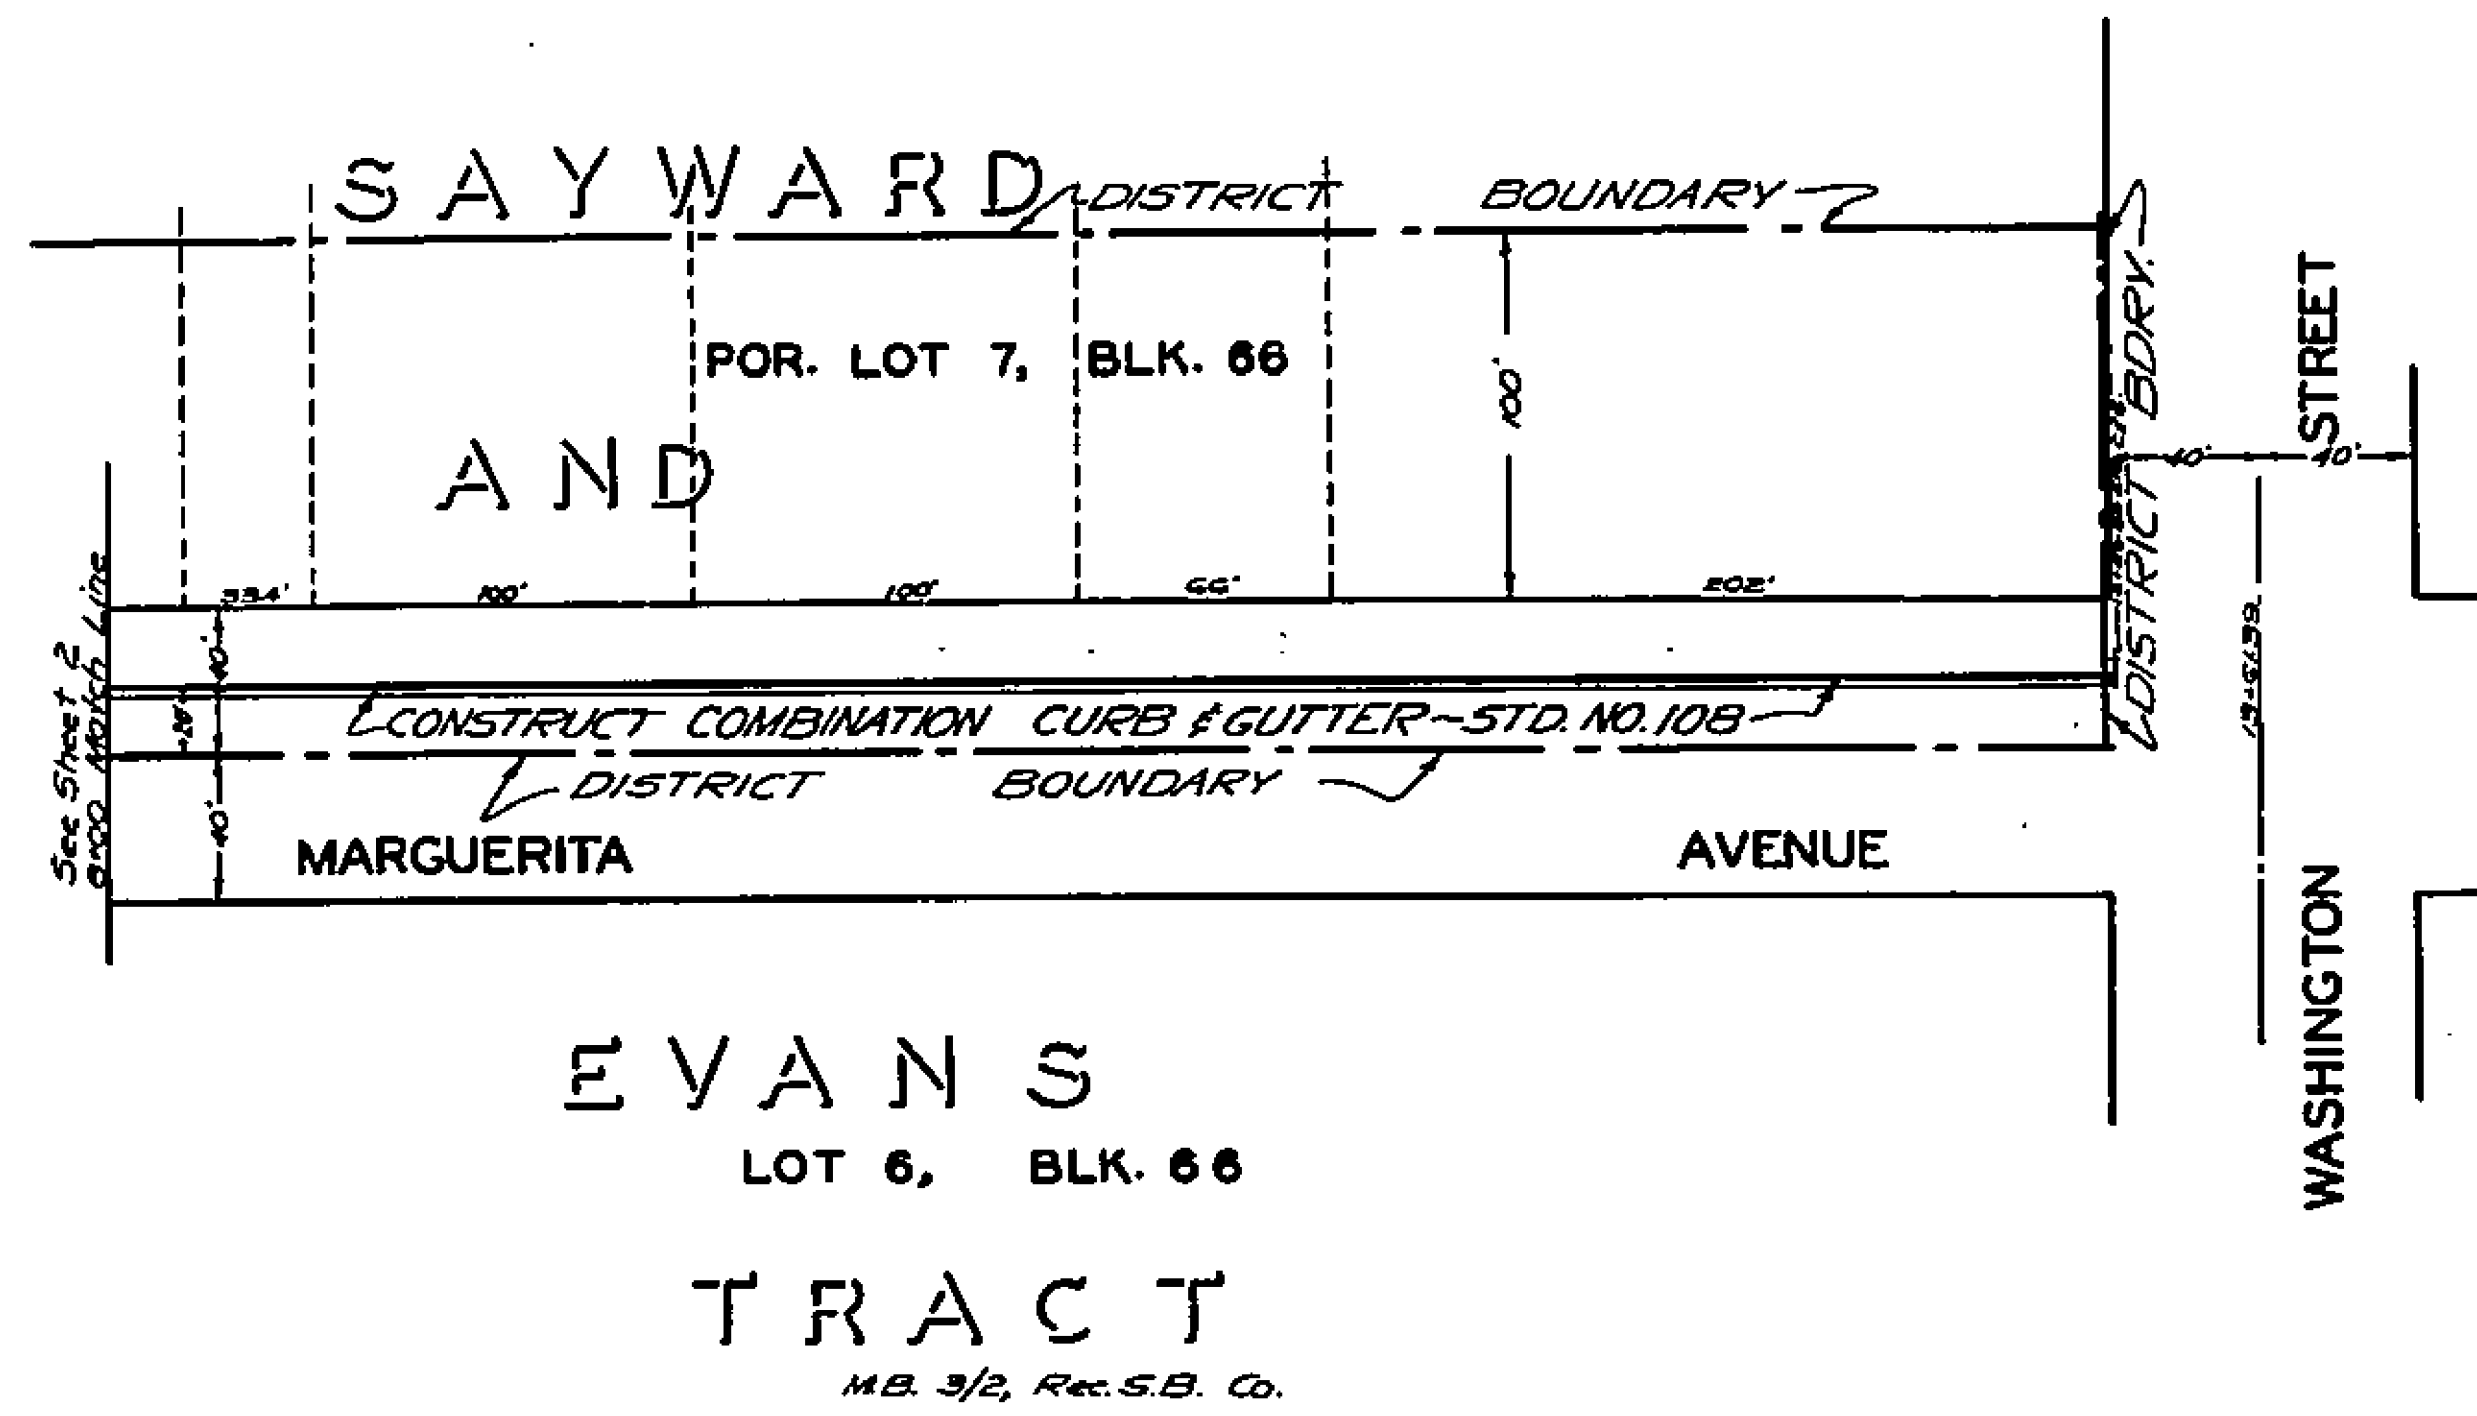 SAYWARD
DISTRICT BOUNDARY
POR. LOT 7, BLK. 66
100'
AND
DISTRICT BDRY.
STREET
40' 40'
33.4' 100' 100' 66' 202'
See Sheet 2
Match Line
40'
CONSTRUCT COMBINATION CURB & GUTTER~STD. NO. 108
DISTRICT BOUNDARY
40'
MARGUERITA AVENUE
WASHINGTON
EVANS
LOT 6, BLK. 66
TRACT
M.B. 3/2, Rec. S.B. Co.